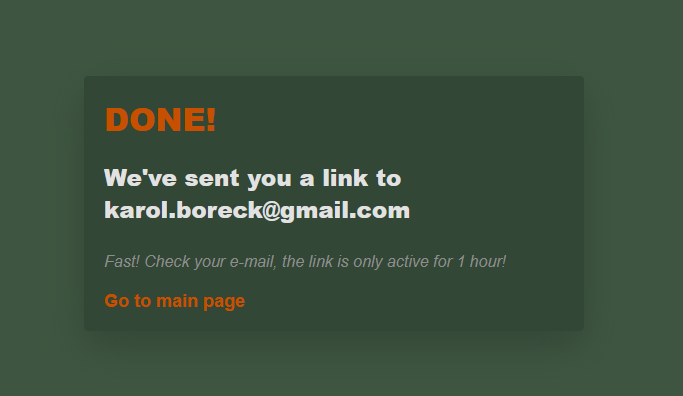 DONE!
We've sent you a link to
karol.boreck@gmail.com
Fast! Check your e-mail, the link is only active for 1 hour!
Go to main page